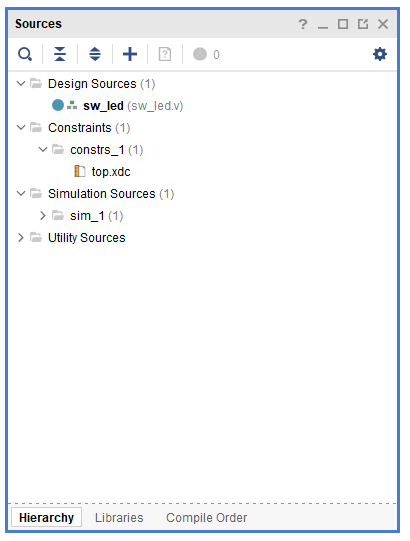 Sources
?
0
Design Sources (1)
sw_led (sw_led.v)
Constraints (1)
constrs_1 (1)
top.xdc
Simulation Sources (1)
sim_1 (1)
Utility Sources
Hierarchy Libraries Compile Order